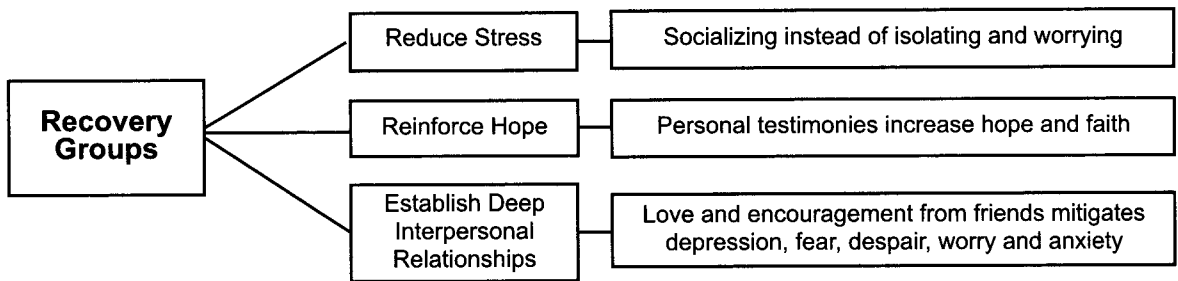 Recovery
Groups
Reduce Stress
Socializing instead of isolating and worrying
Reinforce Hope
Personal testimonies increase hope and faith
Establish Deep
Interpersonal
Relationships
Love and encouragement from friends mitigates
depression, fear, despair, worry and anxiety